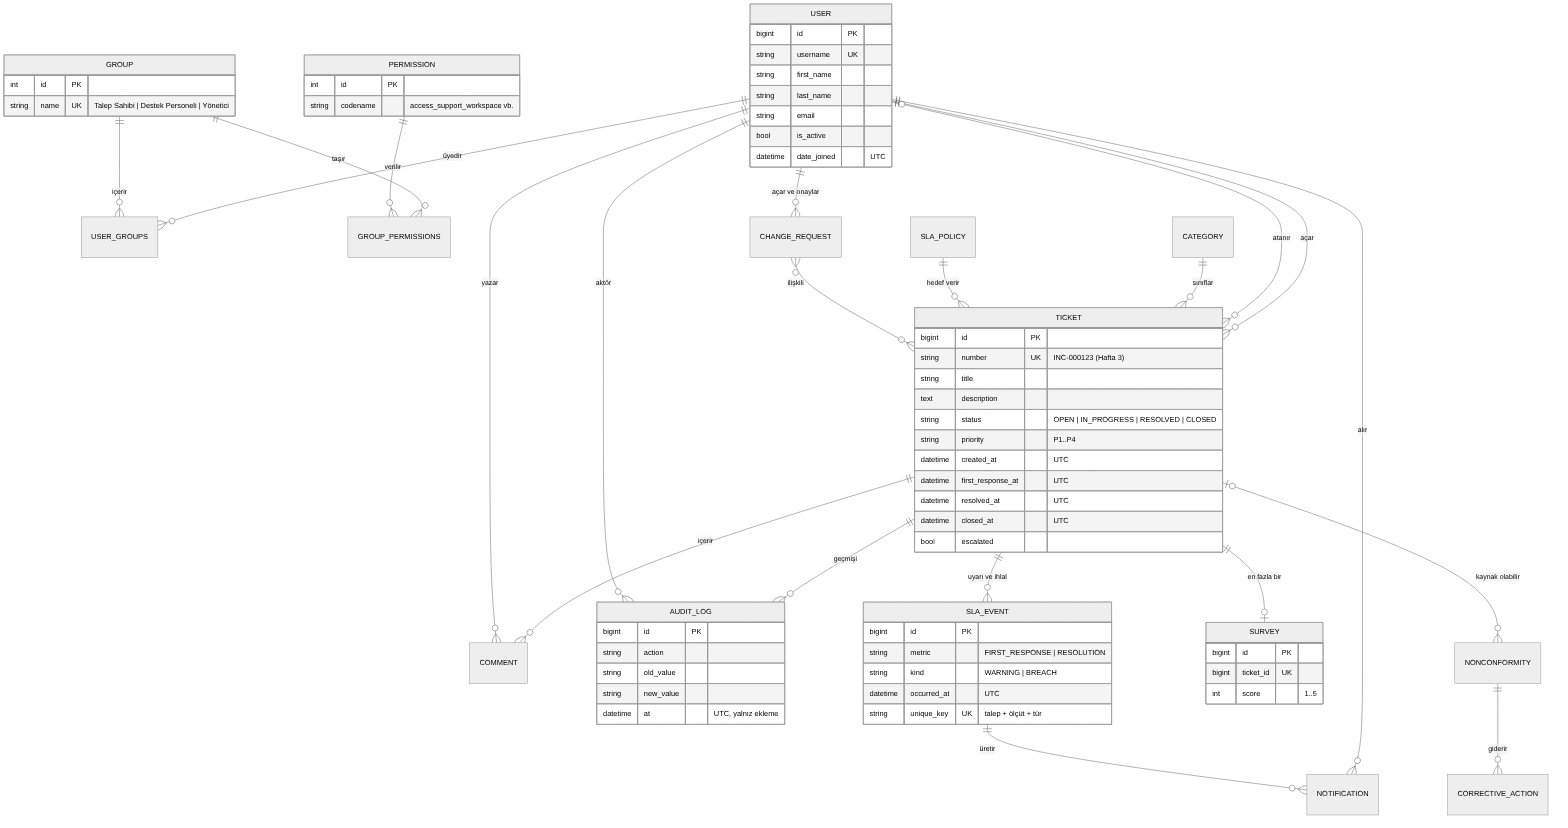 USER
bigint id PK
string username UK
string first_name
string last_name
string email
bool is_active
datetime date_joined UTC
GROUP
int id PK
string name UK Talep Sahibi | Destek Personeli | Yönetici
PERMISSION
int id PK
string codename access_support_workspace vb.
taşır
verilir
üyedir
içerir
açar ve onaylar
atanır
açar
USER_GROUPS
GROUP_PERMISSIONS
CHANGE_REQUEST
SLA_POLICY
CATEGORY
yazar
aktör
ilişkili
hedef verir
sınıflar
alır
TICKET
bigint id PK
string number UK INC-000123 (Hafta 3)
string title
text description
string status OPEN | IN_PROGRESS | RESOLVED | CLOSED
string priority P1..P4
datetime created_at UTC
datetime first_response_at UTC
datetime resolved_at UTC
datetime closed_at UTC
bool escalated
içerir
geçmişi
uyarı ve ihlal
en fazla bir
kaynak olabilir
COMMENT
AUDIT_LOG
bigint id PK
string action
string old_value
string new_value
datetime at UTC, yalnız ekleme
SLA_EVENT
bigint id PK
string metric FIRST_RESPONSE | RESOLUTION
string kind WARNING | BREACH
datetime occurred_at UTC
string unique_key UK talep + ölçüt + tür
SURVEY
bigint id PK
bigint ticket_id UK
int score 1..5
NONCONFORMITY
üretir
giderir
NOTIFICATION
CORRECTIVE_ACTION